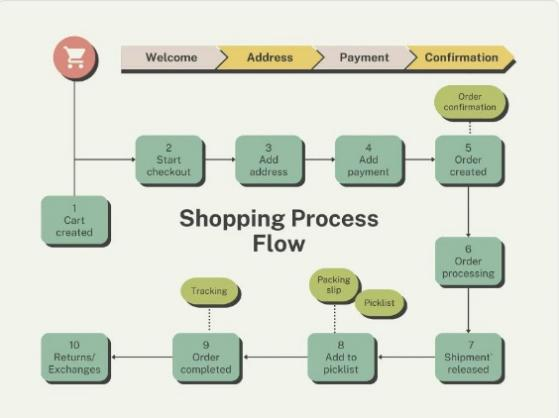 Welcome
Address
Payment
Confirmation
Order
confirmation
2
Start
checkout
3
Add
address
4
Add
payment
5
Order
created
1
Cart
created
Shopping Process
Flow
6
Order
processing
Tracking
Packing
slip
Picklist
10
Returns/
Exchanges
9
Order
completed
8
Add to
picklist
7
Shipment`
released